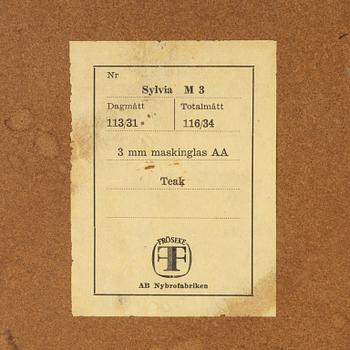 Nr
Sylvia M 3
Dagmått Totalmått
113/31 116/34
3 mm maskinglas AA
Teak
FRÖSEKE
F
AB Nybrofabriken